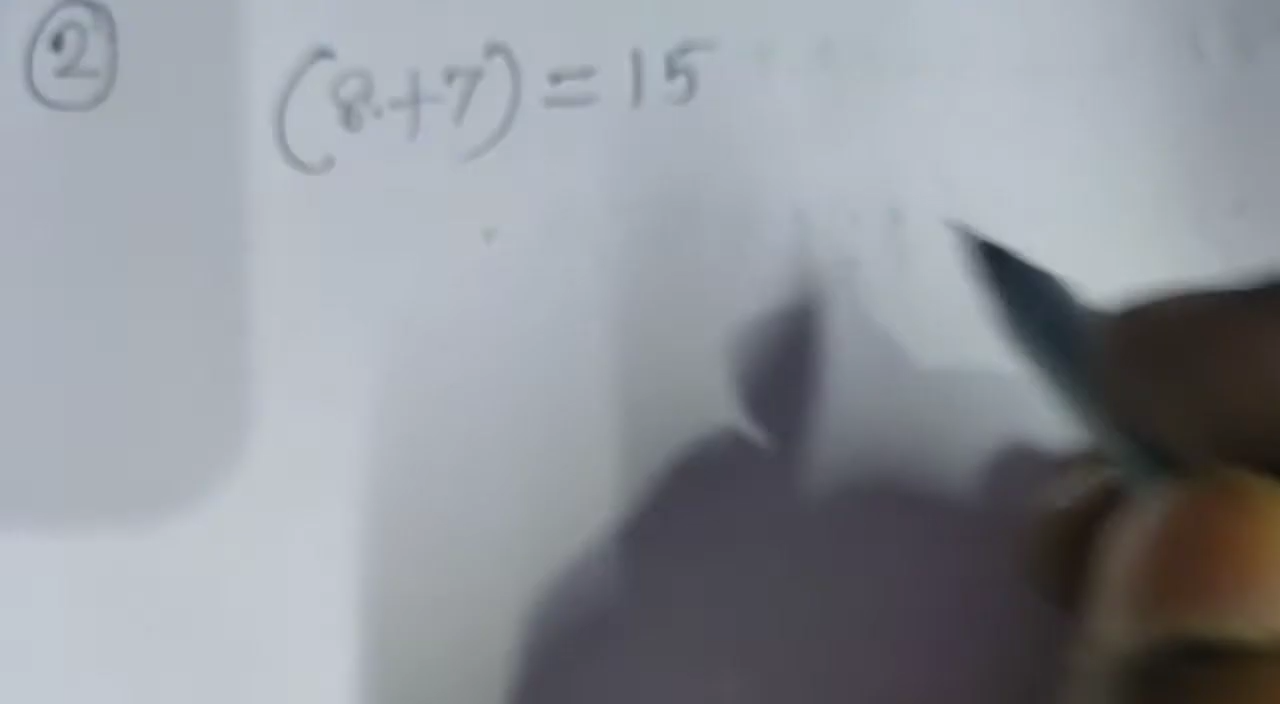 ② (8+7) = 15